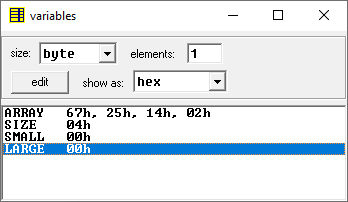 variables
size: byte elements: 1
edit show as: hex
ARRAY 67h, 25h, 14h, 02h
SIZE 04h
SMALL 00h
LARGE 00h